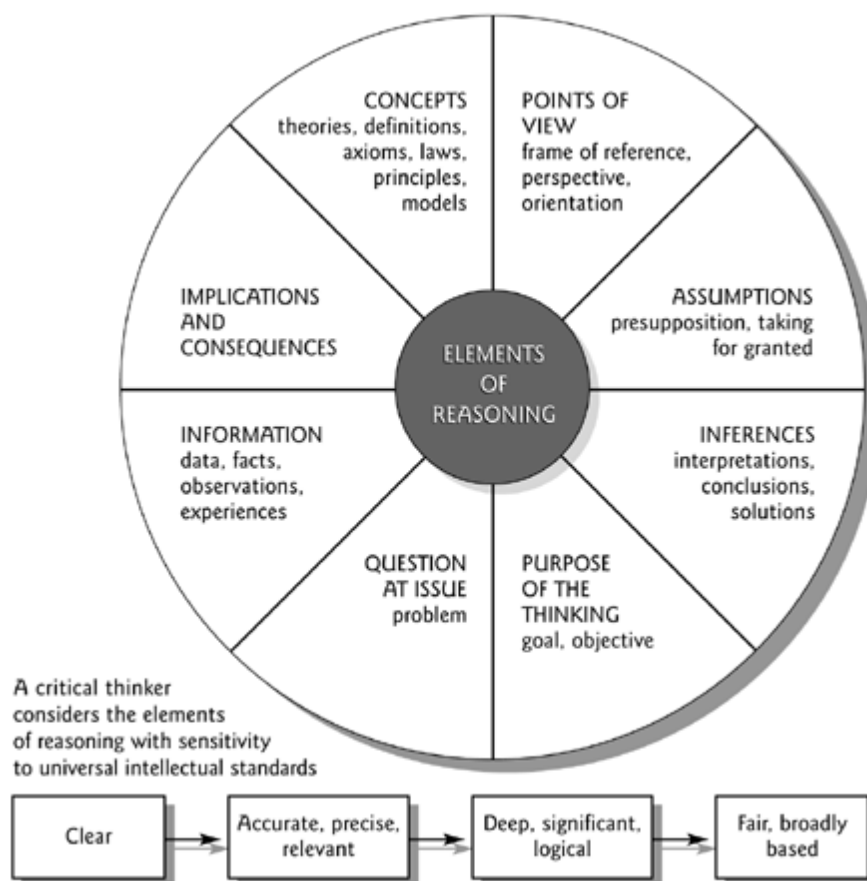 CONCEPTS
theories, definitions,
axioms, laws,
principles,
models
POINTS OF
VIEW
frame of reference,
perspective,
orientation
IMPLICATIONS
AND
CONSEQUENCES
ASSUMPTIONS
presupposition, taking
for granted
ELEMENTS
OF
REASONING
INFORMATION
data, facts,
observations,
experiences
INFERENCES
interpretations,
conclusions,
solutions
QUESTION
AT ISSUE
problem
PURPOSE
OF THE
THINKING
goal, objective
A critical thinker
considers the elements
of reasoning with sensitivity
to universal intellectual standards
Clear
Accurate, precise,
relevant
Deep, significant,
logical
Fair, broadly
based